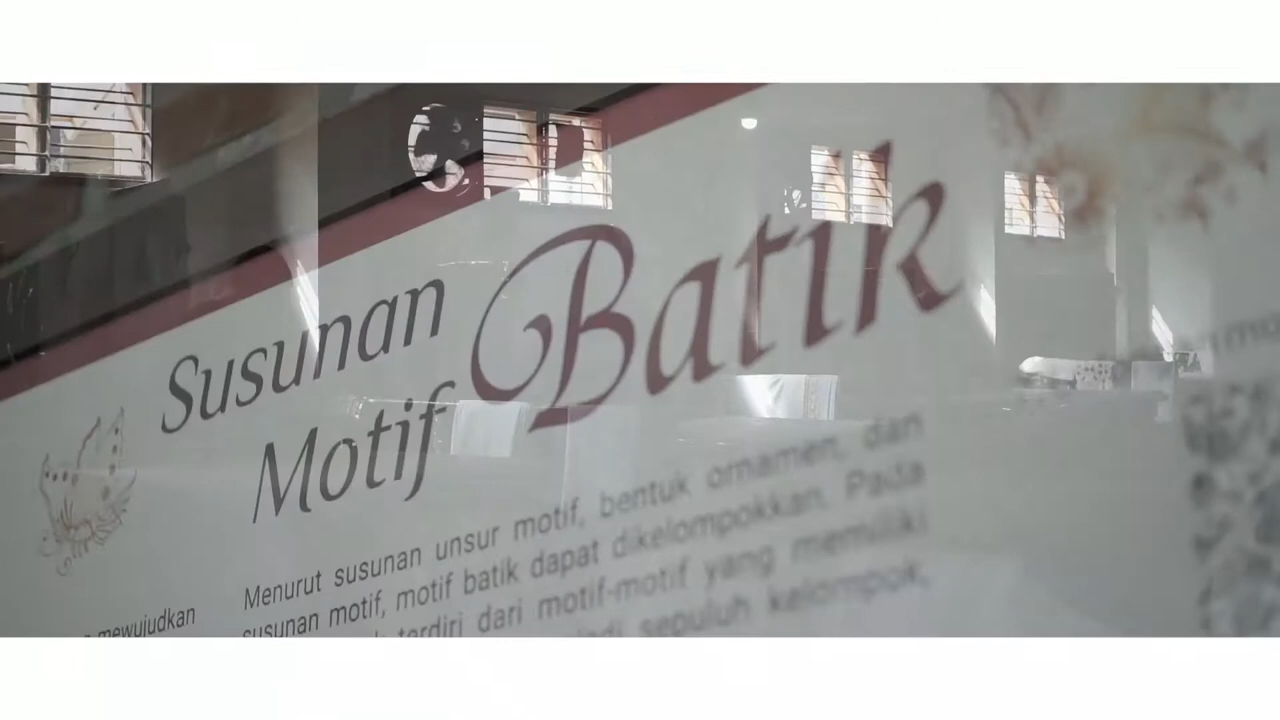 Susunan
Motif Batik
Menurut susunan unsur motif, bentuk ornamen, dan
susunan motif, motif batik dapat dikelompokkan. Pada
terdiri dari motif-motif yang memiliki
sepuluh kelompok,
mewujudkan